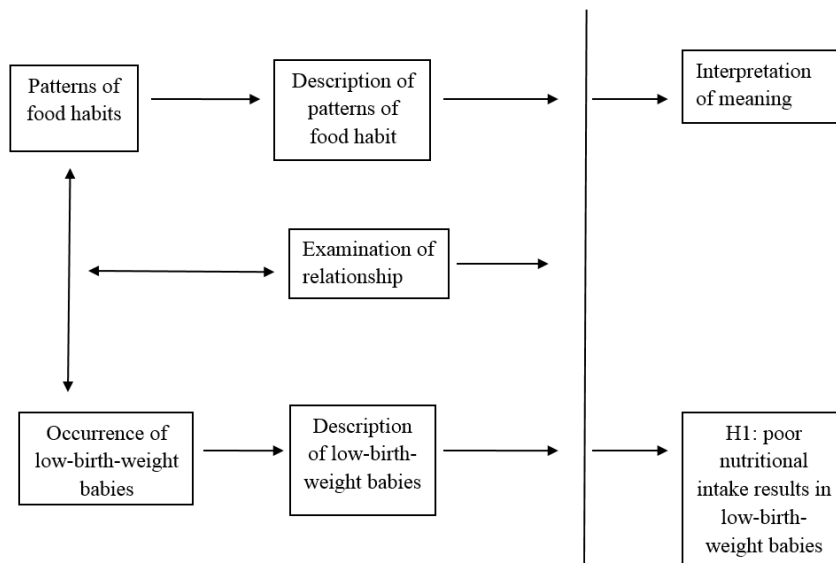 Patterns of
food habits
Description of
patterns of
food habit
Interpretation
of meaning
Examination of
relationship
Occurrence of
low-birth-weight
babies
Description
of low-birth-
weight babies
H1: poor
nutritional
intake results in
low-birth-
weight babies